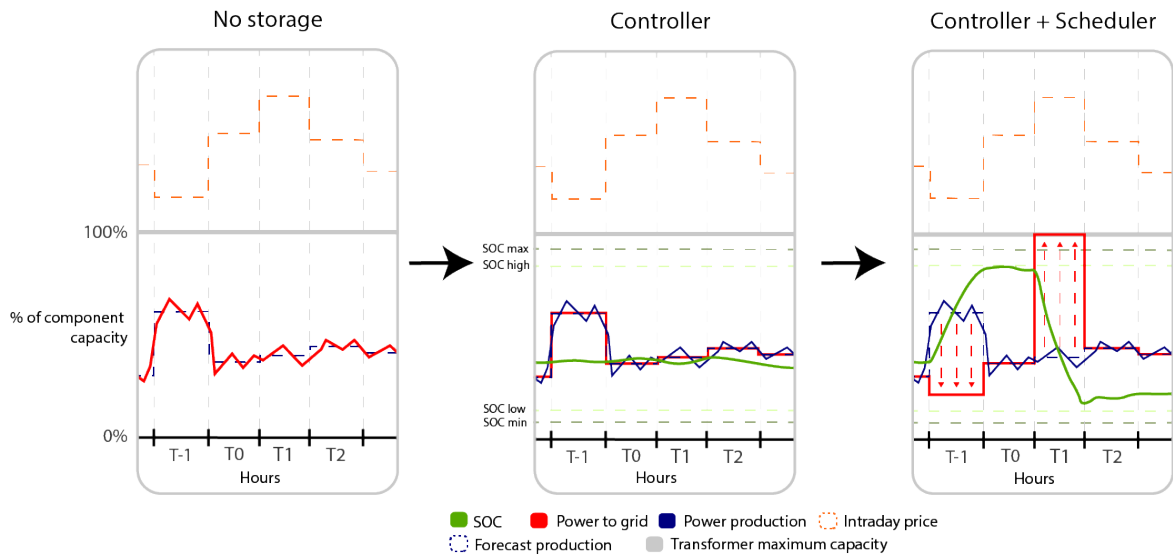 No storage
Controller
Controller + Scheduler
100%
SOC max
SOC high
% of component
capacity
SOC low
SOC min
0%
T-1 T0 T1 T2
T-1 T0 T1 T2
T-1 T0 T1 T2
Hours
Hours
Hours
SOC
Power to grid
Power production
Intraday price
Forecast production
Transformer maximum capacity